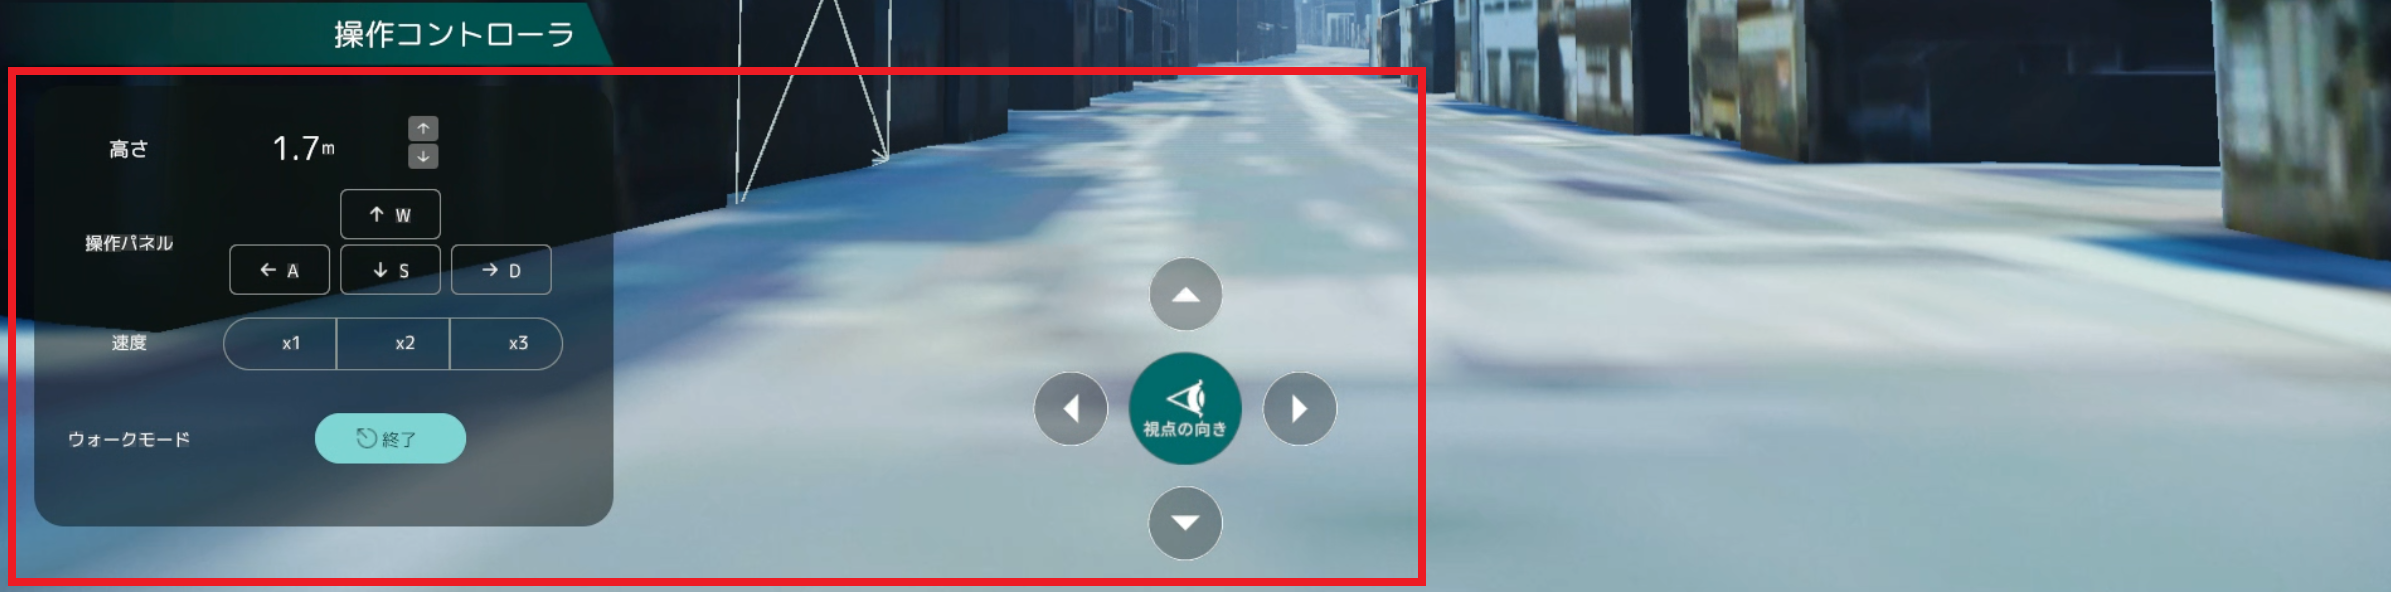 操作コントローラ
高さ 1.7m ↑
↓
↑ W
操作パネル
← A ↓ S → D
速度 x1 x2 x3
ウォークモード 終了
視点の向き